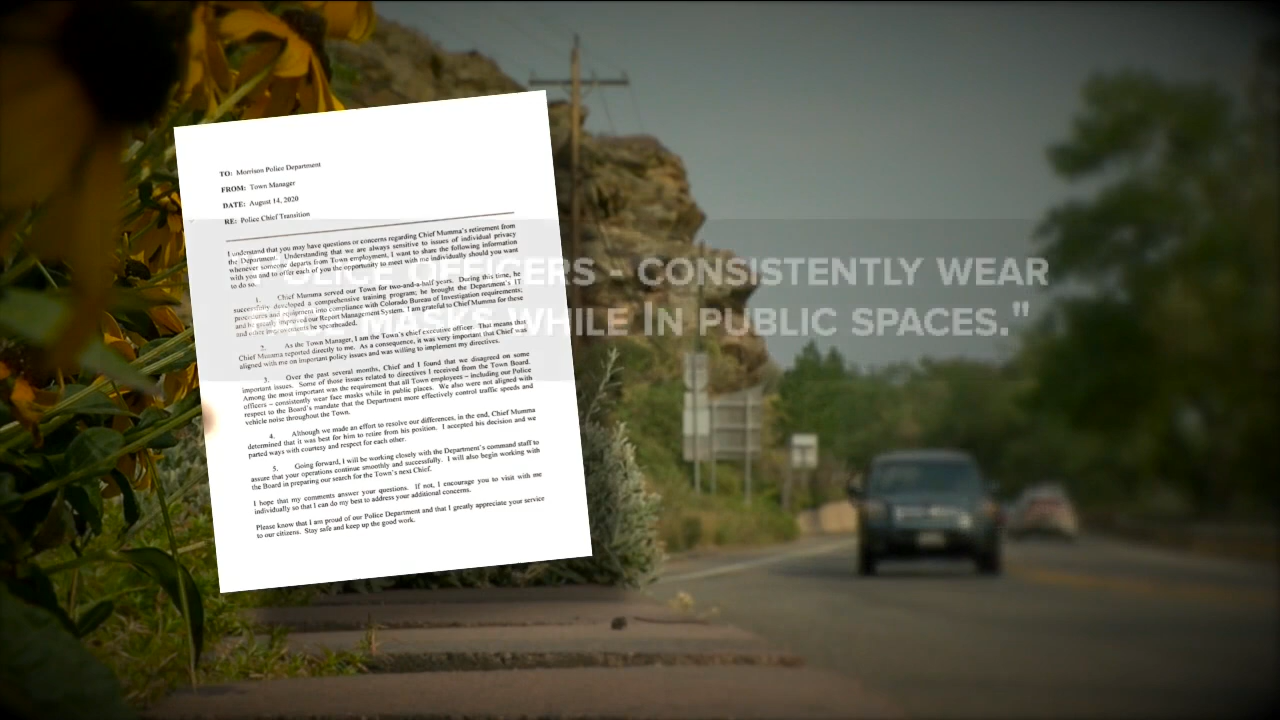 TO: Morrison Police Department
FROM: Town Manager
DATE: August 14, 2020
RE: Police Chief Transition
I understand that you may have questions or concerns regarding Chief Mumma's retirement from
the Department. Understanding that we are always sensitive to issues of individual privacy
whenever someone departs from Town employment, I want to share the following information
with you and to offer each of you the opportunity to meet with me individually should you want
to do so.
1. Chief Mumma served our Town for two-and-a-half years. During this time, he
successfully developed a comprehensive training program; he brought the Department's IT
procedures and equipment into compliance with Colorado Bureau of Investigation requirements;
and he greatly improved our Report Management System. I am grateful to Chief Mumma for these
and other improvements he spearheaded.
2. As the Town Manager, I am the Town's chief executive officer. That means that
Chief Mumma reported directly to me. As a consequence, it was very important that Chief was
aligned with me on important policy issues and was willing to implement my directives.
3. Over the past several months, Chief and I found that we disagreed on some
important issues. Some of those issues related to directives I received from the Town Board.
Among the most important was the requirement that all Town employees – including our Police
officers – consistently wear face masks while in public places. We also were not aligned with
respect to the Board's mandate that the Department more effectively control traffic speeds and
vehicle noise throughout the Town.
4. Although we made an effort to resolve our differences, in the end, Chief Mumma
determined that it was best for him to retire from his position. I accepted his decision and we
parted ways with courtesy and respect for each other.
5. Going forward, I will be working closely with the Department's command staff to
assure that your operations continue smoothly and successfully. I will also begin working with
the Board in preparing our search for the Town's next Chief.
I hope that my comments answer your questions. If not, I encourage you to visit with me
individually so that I can do my best to address your additional concerns.
Please know that I am proud of our Police Department and that I greatly appreciate your service
to our citizens. Stay safe and keep up the good work.
OFFICERS - CONSISTENTLY WEAR
MASKS WHILE IN PUBLIC SPACES."